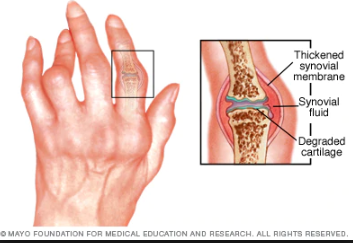 Thickened
synovial
membrane
Synovial
fluid
Degraded
cartilage
© MAYO FOUNDATION FOR MEDICAL EDUCATION AND RESEARCH. ALL RIGHTS RESERVED.